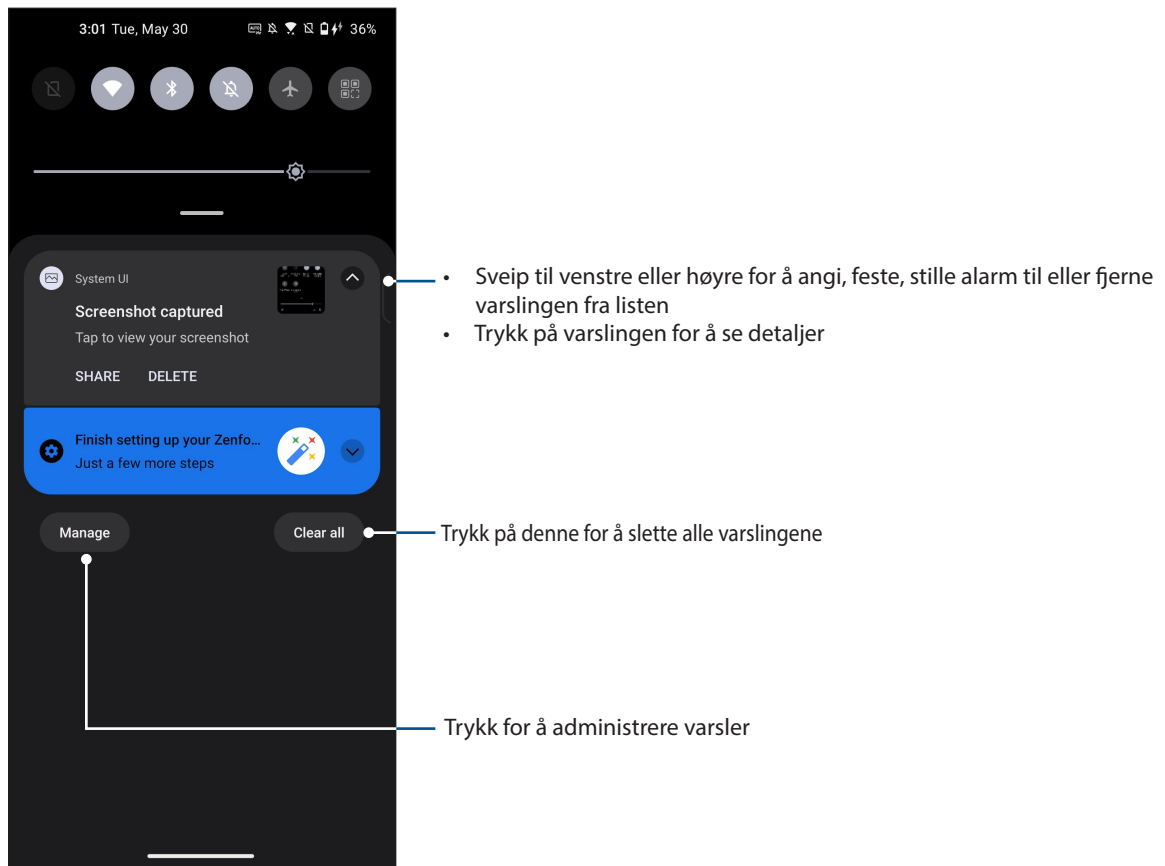 3:01 Tue, May 30
36%
System UI
Screenshot captured
Tap to view your screenshot
SHARE DELETE
• Sveip til venstre eller høyre for å angi, feste, stille alarm til eller fjerne
varslingen fra listen
• Trykk på varslingen for å se detaljer
Finish setting up your Zenfo...
Just a few more steps
Manage
Clear all
Trykk på denne for å slette alle varslingene
Trykk for å administrere varsler